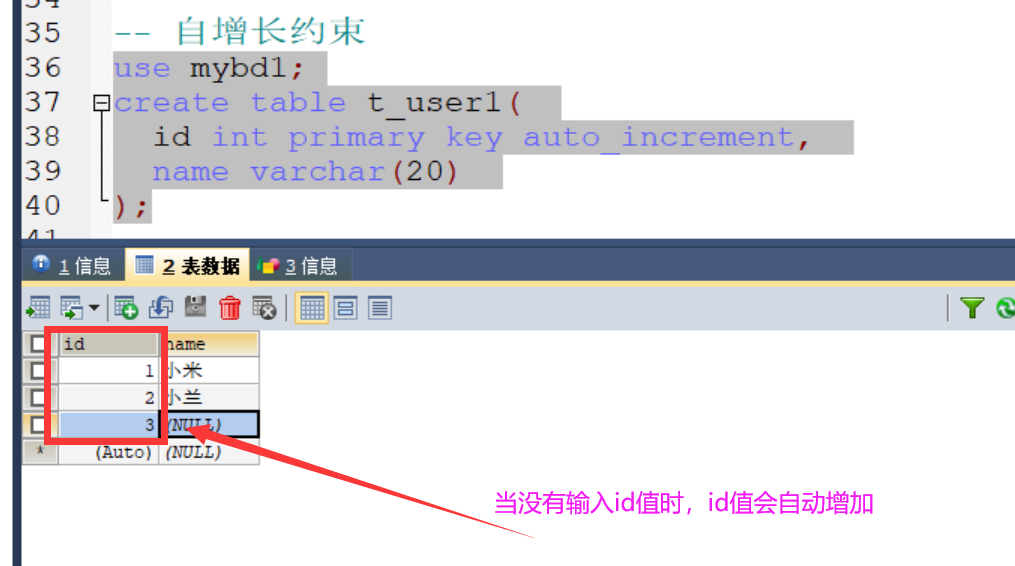 35 -- 自增长约束
36 use mybd1;
37 create table t_user1(
38 id int primary key auto_increment,
39 name varchar(20)
40 );
1 信息 2 表数据 3 信息
id name
1 小米
2 小兰
3 (NULL)
* (Auto) (NULL)
当没有输入id值时，id值会自动增加